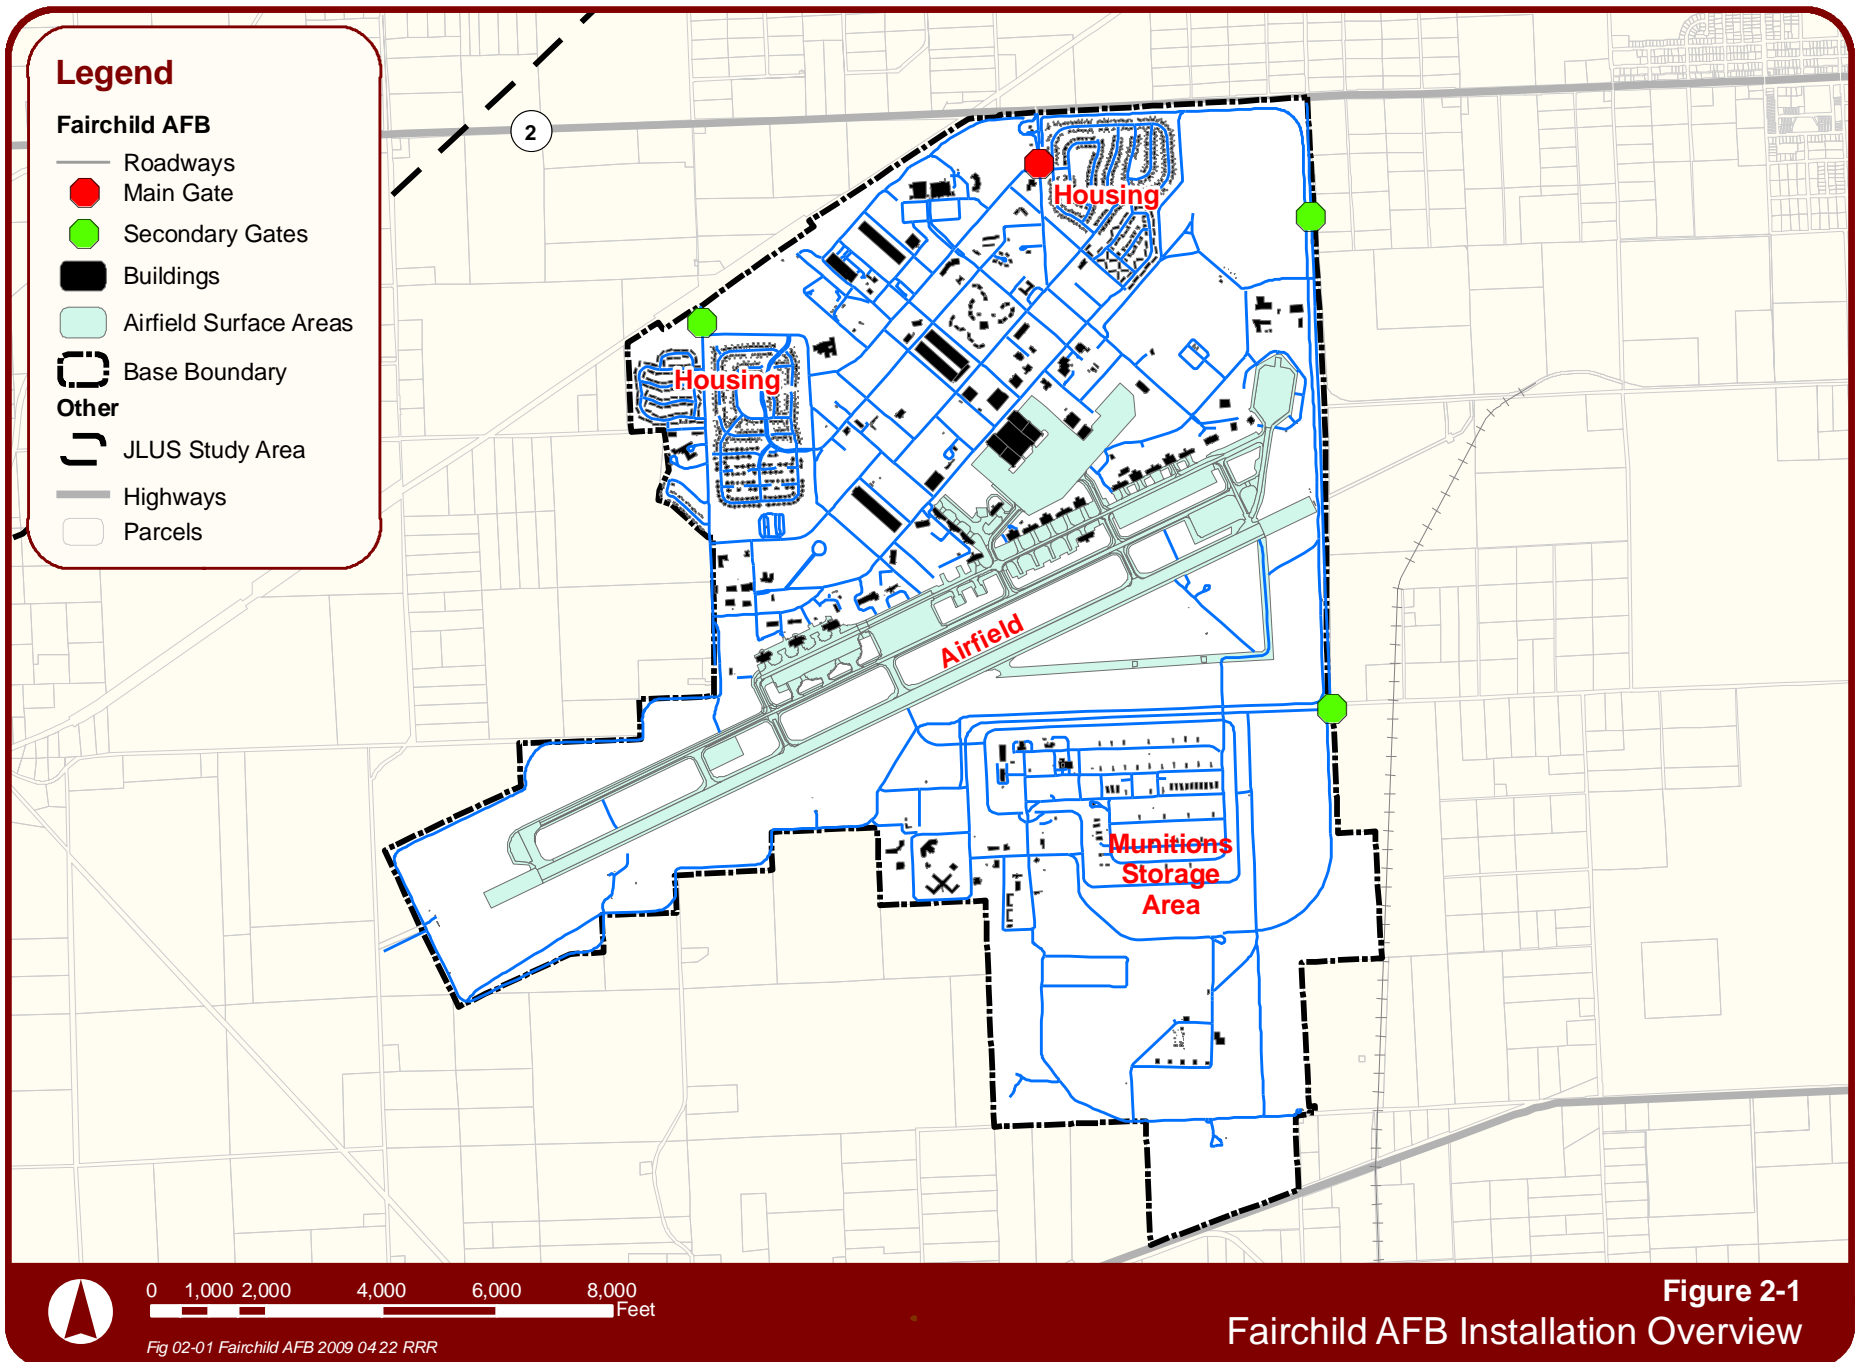 Legend
Fairchild AFB
Roadways
Main Gate
Secondary Gates
Buildings
Airfield Surface Areas
Base Boundary
Other
JLUS Study Area
Highways
Parcels
2
Housing
Housing
Airfield
Munitions
Storage
Area
0 1,000 2,000 4,000 6,000 8,000
Feet
Fig 02-01 Fairchild AFB 2009 04 22 RRR
Figure 2-1
Fairchild AFB Installation Overview